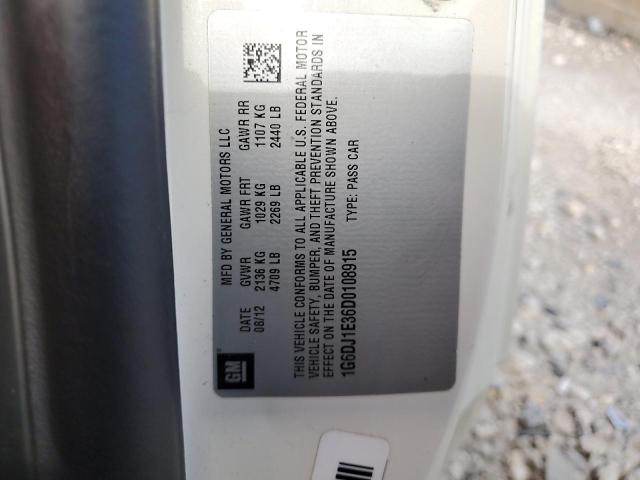 GM
MFD BY GENERAL MOTORS LLC
DATE GVWR GAWR FRT GAWR RR
08/12 2136 KG 1029 KG 1107 KG
4709 LB 2269 LB 2440 LB
THIS VEHICLE CONFORMS TO ALL APPLICABLE U.S. FEDERAL MOTOR
VEHICLE SAFETY, BUMPER, AND THEFT PREVENTION STANDARDS IN
EFFECT ON THE DATE OF MANUFACTURE SHOWN ABOVE.
1G6DJ1E36D0108915 TYPE: PASS CAR